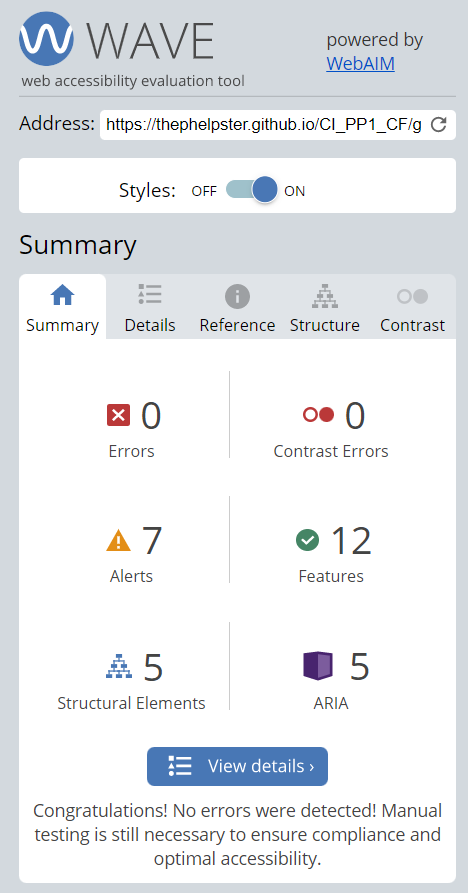 WAVE
web accessibility evaluation tool
powered by
WebAIM
Address: https://thephelpster.github.io/CI_PP1_CF/g
Styles: OFF ON
Summary
Summary Details Reference Structure Contrast
0 0
Errors Contrast Errors
7 12
Alerts Features
5 5
Structural Elements ARIA
View details ›
Congratulations! No errors were detected! Manual
testing is still necessary to ensure compliance and
optimal accessibility.